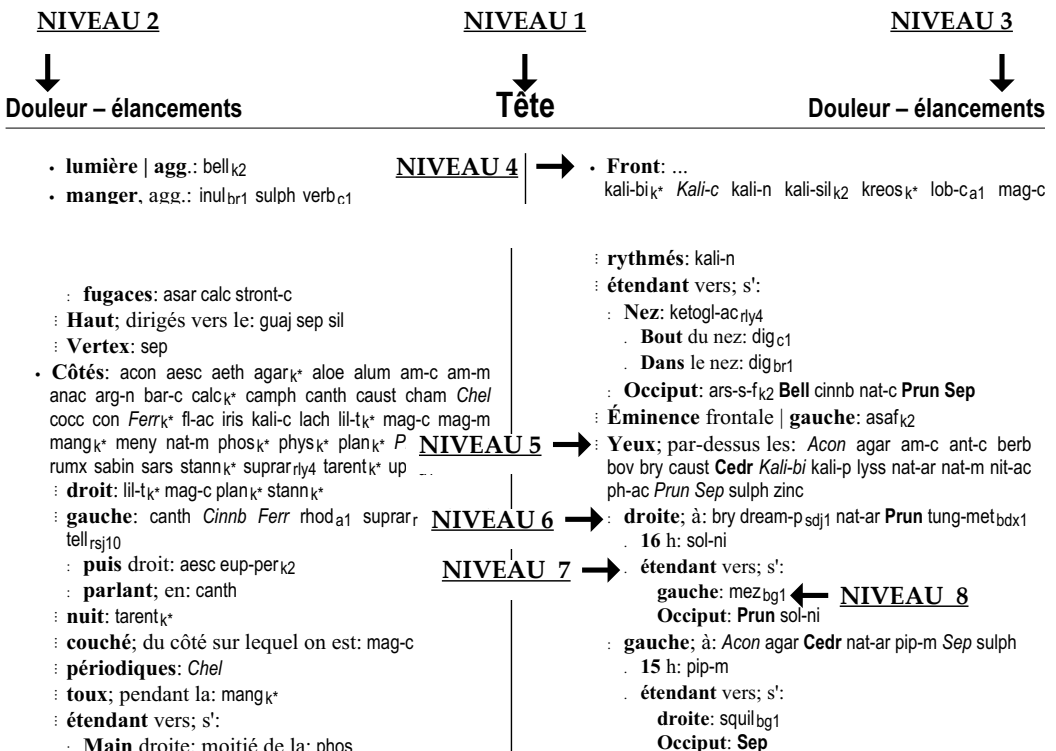 NIVEAU 2 NIVEAU 1 NIVEAU 3
Douleur – élancements Tête Douleur – élancements
• lumière | agg.: bell k2
• manger, agg.: inul br1 sulph verb c1
fugaces: asar calc stront-c
Haut; dirigés vers le: guaj sep sil
Vertex: sep
• Côtés: acon aesc aeth agar k* aloe alum am-c am-m
anac arg-n bar-c calc k* camph canth caust cham Chel
cocc con Ferr k* fl-ac iris kali-c lach lil-t k* mag-c mag-m
mang k* meny nat-m phos k* phys k* plan k*
rumx sabin sars stann k* suprar rly4 tarent k* up
droit: lil-t k* mag-c plan k* stann k*
gauche: canth Cinnb Ferr rhod a1 suprar r
tell rsj10
puis droit: aesc eup-per k2
parlant; en: canth
nuit: tarent k*
couché; du côté sur lequel on est: mag-c
périodiques: Chel
toux; pendant la: mang k*
étendant vers; s':
Main droite; moitié de la: phos
NIVEAU 4
• Front: ...
kali-bi k* Kali-c kali-n kali-sil k2 kreos k* lob-c a1 mag-c
rythmés: kali-n
étendant vers; s':
Nez: ketogl-ac rly4
Bout du nez: dig c1
Dans le nez: dig br1
Occiput: ars-s-f k2 Bell cinnb nat-c Prun Sep
Éminence frontale | gauche: asaf k2
NIVEAU 5
Yeux; par-dessus les: Acon agar am-c ant-c berb
bov bry caust Cedr Kali-bi kali-p lyss nat-ar nat-m nit-ac
ph-ac Prun Sep sulph zinc
NIVEAU 6
droite; à: bry dream-p sdj1 nat-ar Prun tung-met bdx1
16 h: sol-ni
NIVEAU 7
étendant vers; s':
gauche: mez bg1
NIVEAU 8
Occiput: Prun sol-ni
gauche; à: Acon agar Cedr nat-ar pip-m Sep sulph
15 h: pip-m
étendant vers; s':
droite: squil bg1
Occiput: Sep